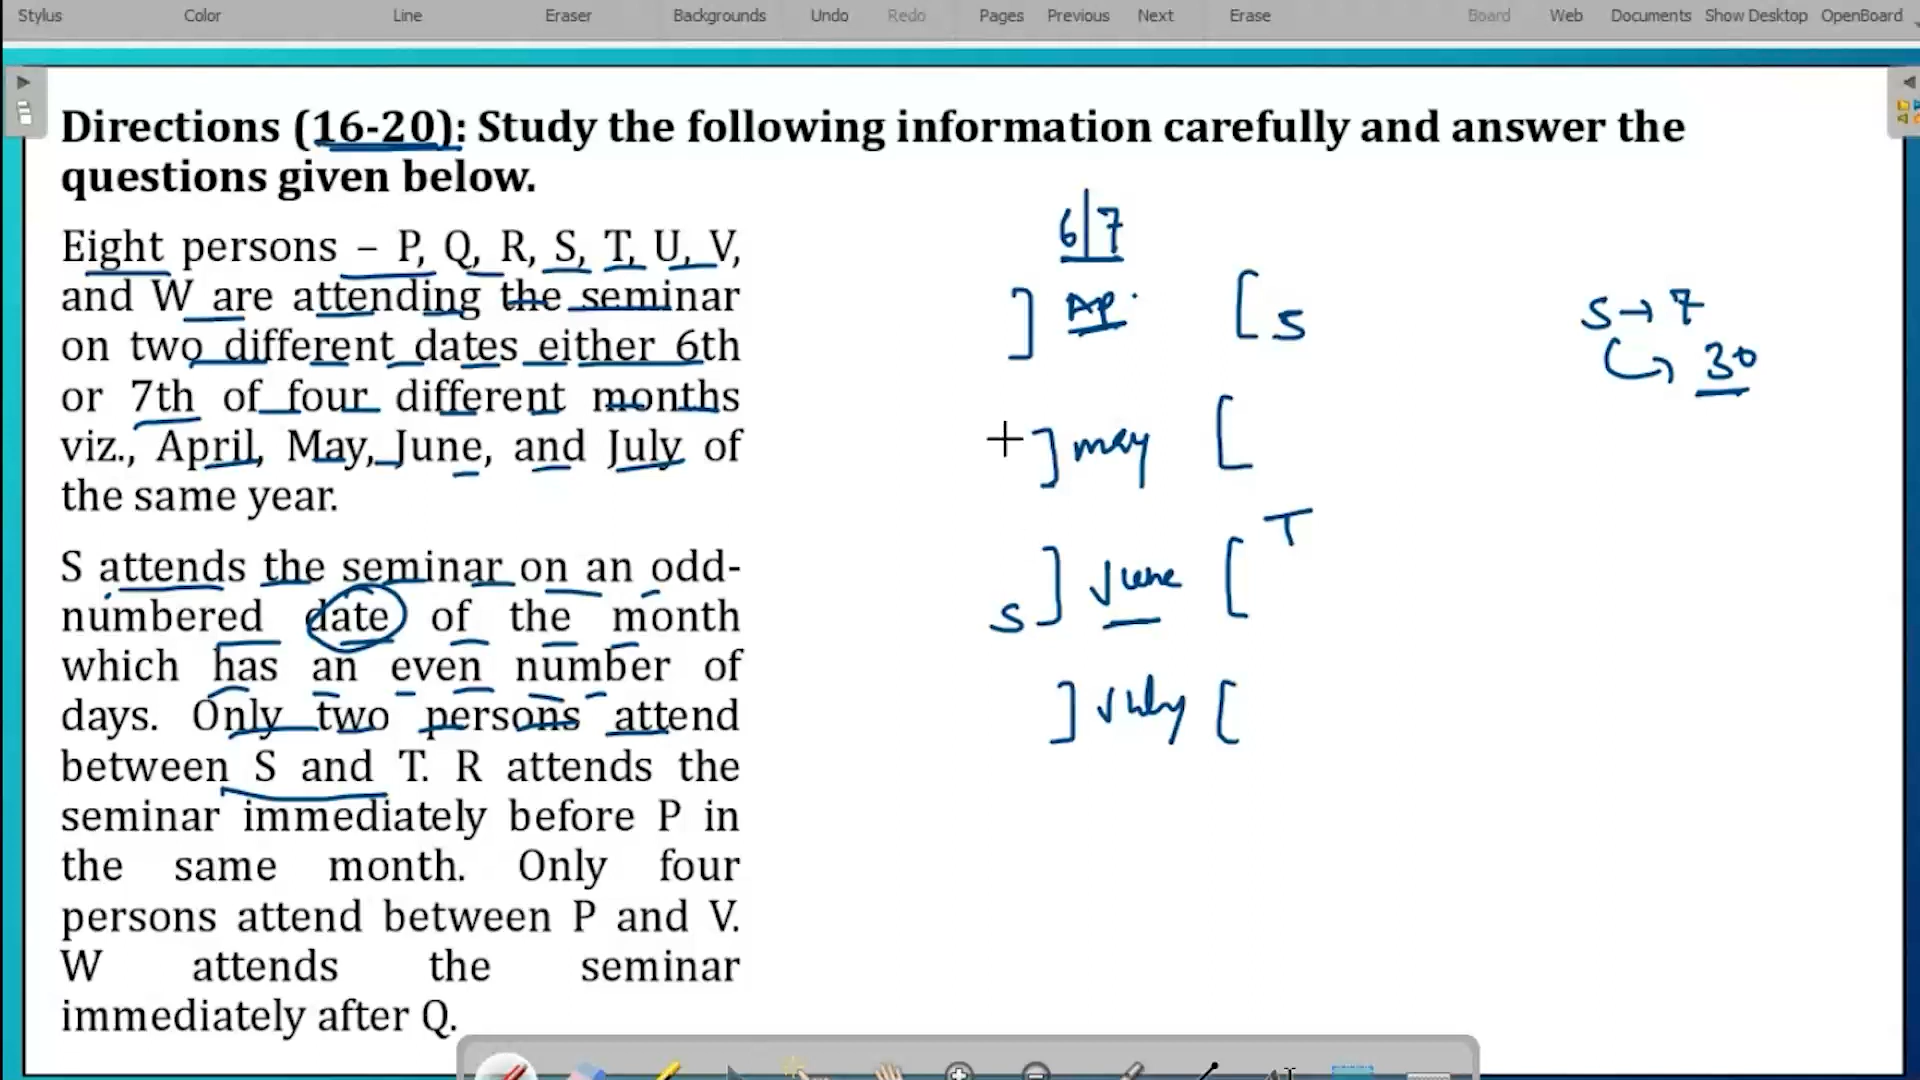 Stylus Color Line Eraser Backgrounds Undo Redo Pages Previous Next Erase Board Web Documents Show Desktop OpenBoard
Directions (16-20): Study the following information carefully and answer the
questions given below.
Eight persons – P, Q, R, S, T, U, V,
and W are attending the seminar
on two different dates either 6th
or 7th of four different months
viz., April, May, June, and July of
the same year.
S attends the seminar on an odd-
numbered date of the month
which has an even number of
days. Only two persons attend
between S and T. R attends the
seminar immediately before P in
the same month. Only four
persons attend between P and V.
W attends the seminar
immediately after Q.
6|7
] AP. [ S
] may [
T
S ] June [
] July [
S → 7
30